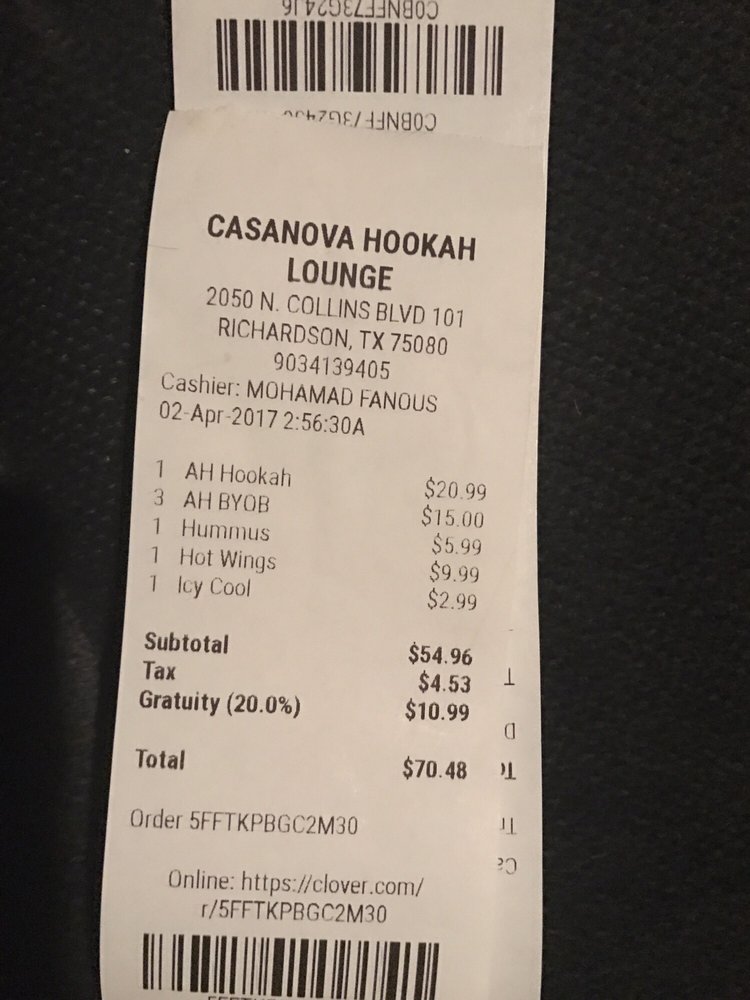 C0BNFF73G24J6
CASANOVA HOOKAH
LOUNGE
2050 N. COLLINS BLVD 101
RICHARDSON, TX 75080
9034139405
Cashier: MOHAMAD FANOUS
02-Apr-2017 2:56:30A
1 AH Hookah $20.99
3 AH BYOB $15.00
1 Hummus $5.99
1 Hot Wings $9.99
1 Icy Cool $2.99
Subtotal $54.96
Tax $4.53
Gratuity (20.0%) $10.99
Total $70.48
Order 5FFTKPBGC2M30
Online: https://clover.com/
r/5FFTKPBGC2M30